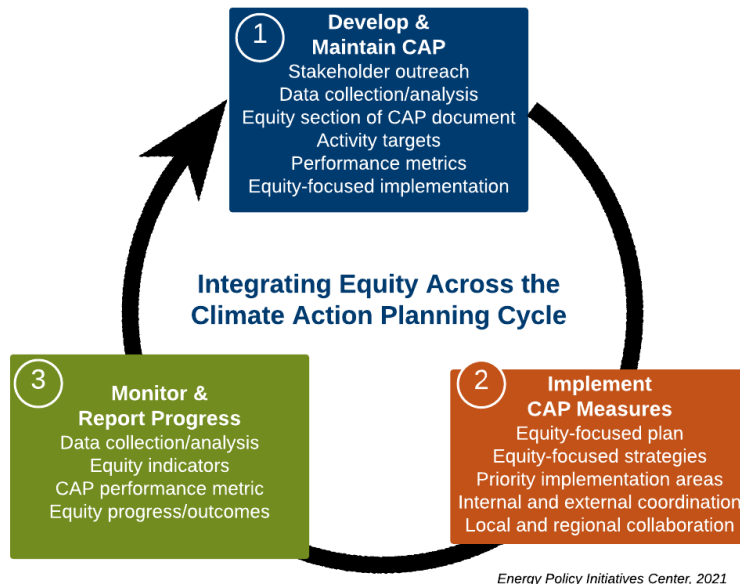 1
Develop &
Maintain CAP
Stakeholder outreach
Data collection/analysis
Equity section of CAP document
Activity targets
Performance metrics
Equity-focused implementation
Integrating Equity Across the
Climate Action Planning Cycle
2
Implement
CAP Measures
Equity-focused plan
Equity-focused strategies
Priority implementation areas
Internal and external coordination
Local and regional collaboration
3
Monitor &
Report Progress
Data collection/analysis
Equity indicators
CAP performance metric
Equity progress/outcomes
Energy Policy Initiatives Center, 2021